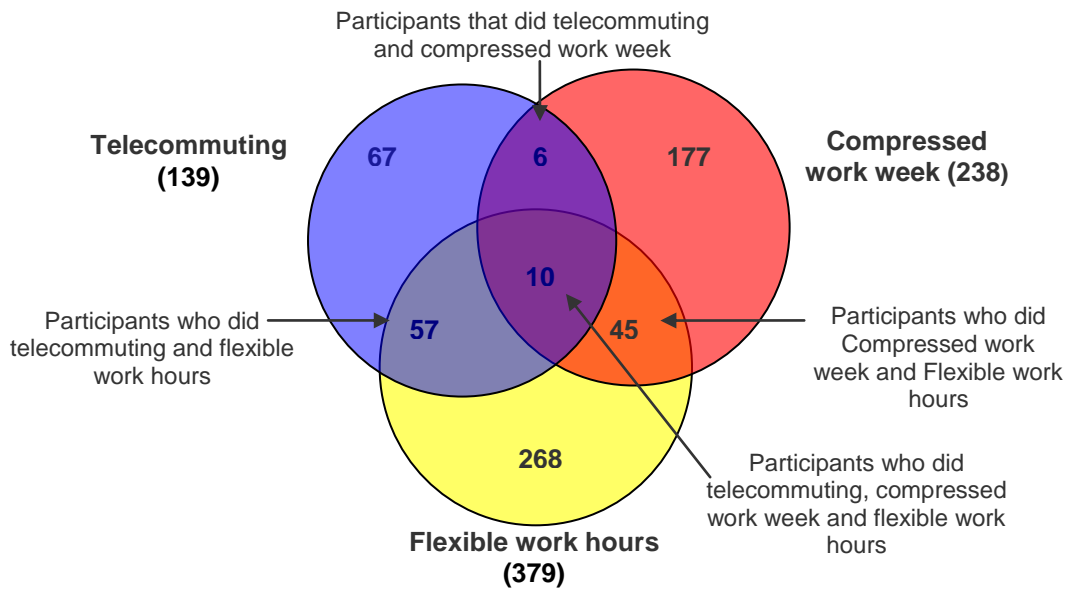 Participants that did telecommuting
and compressed work week
Telecommuting
(139)
67
6
177
Compressed
work week (238)
10
Participants who did
telecommuting and flexible
work hours
57
45
Participants who did
Compressed work
week and Flexible work
hours
268
Participants who did
telecommuting, compressed
work week and flexible work
hours
Flexible work hours
(379)